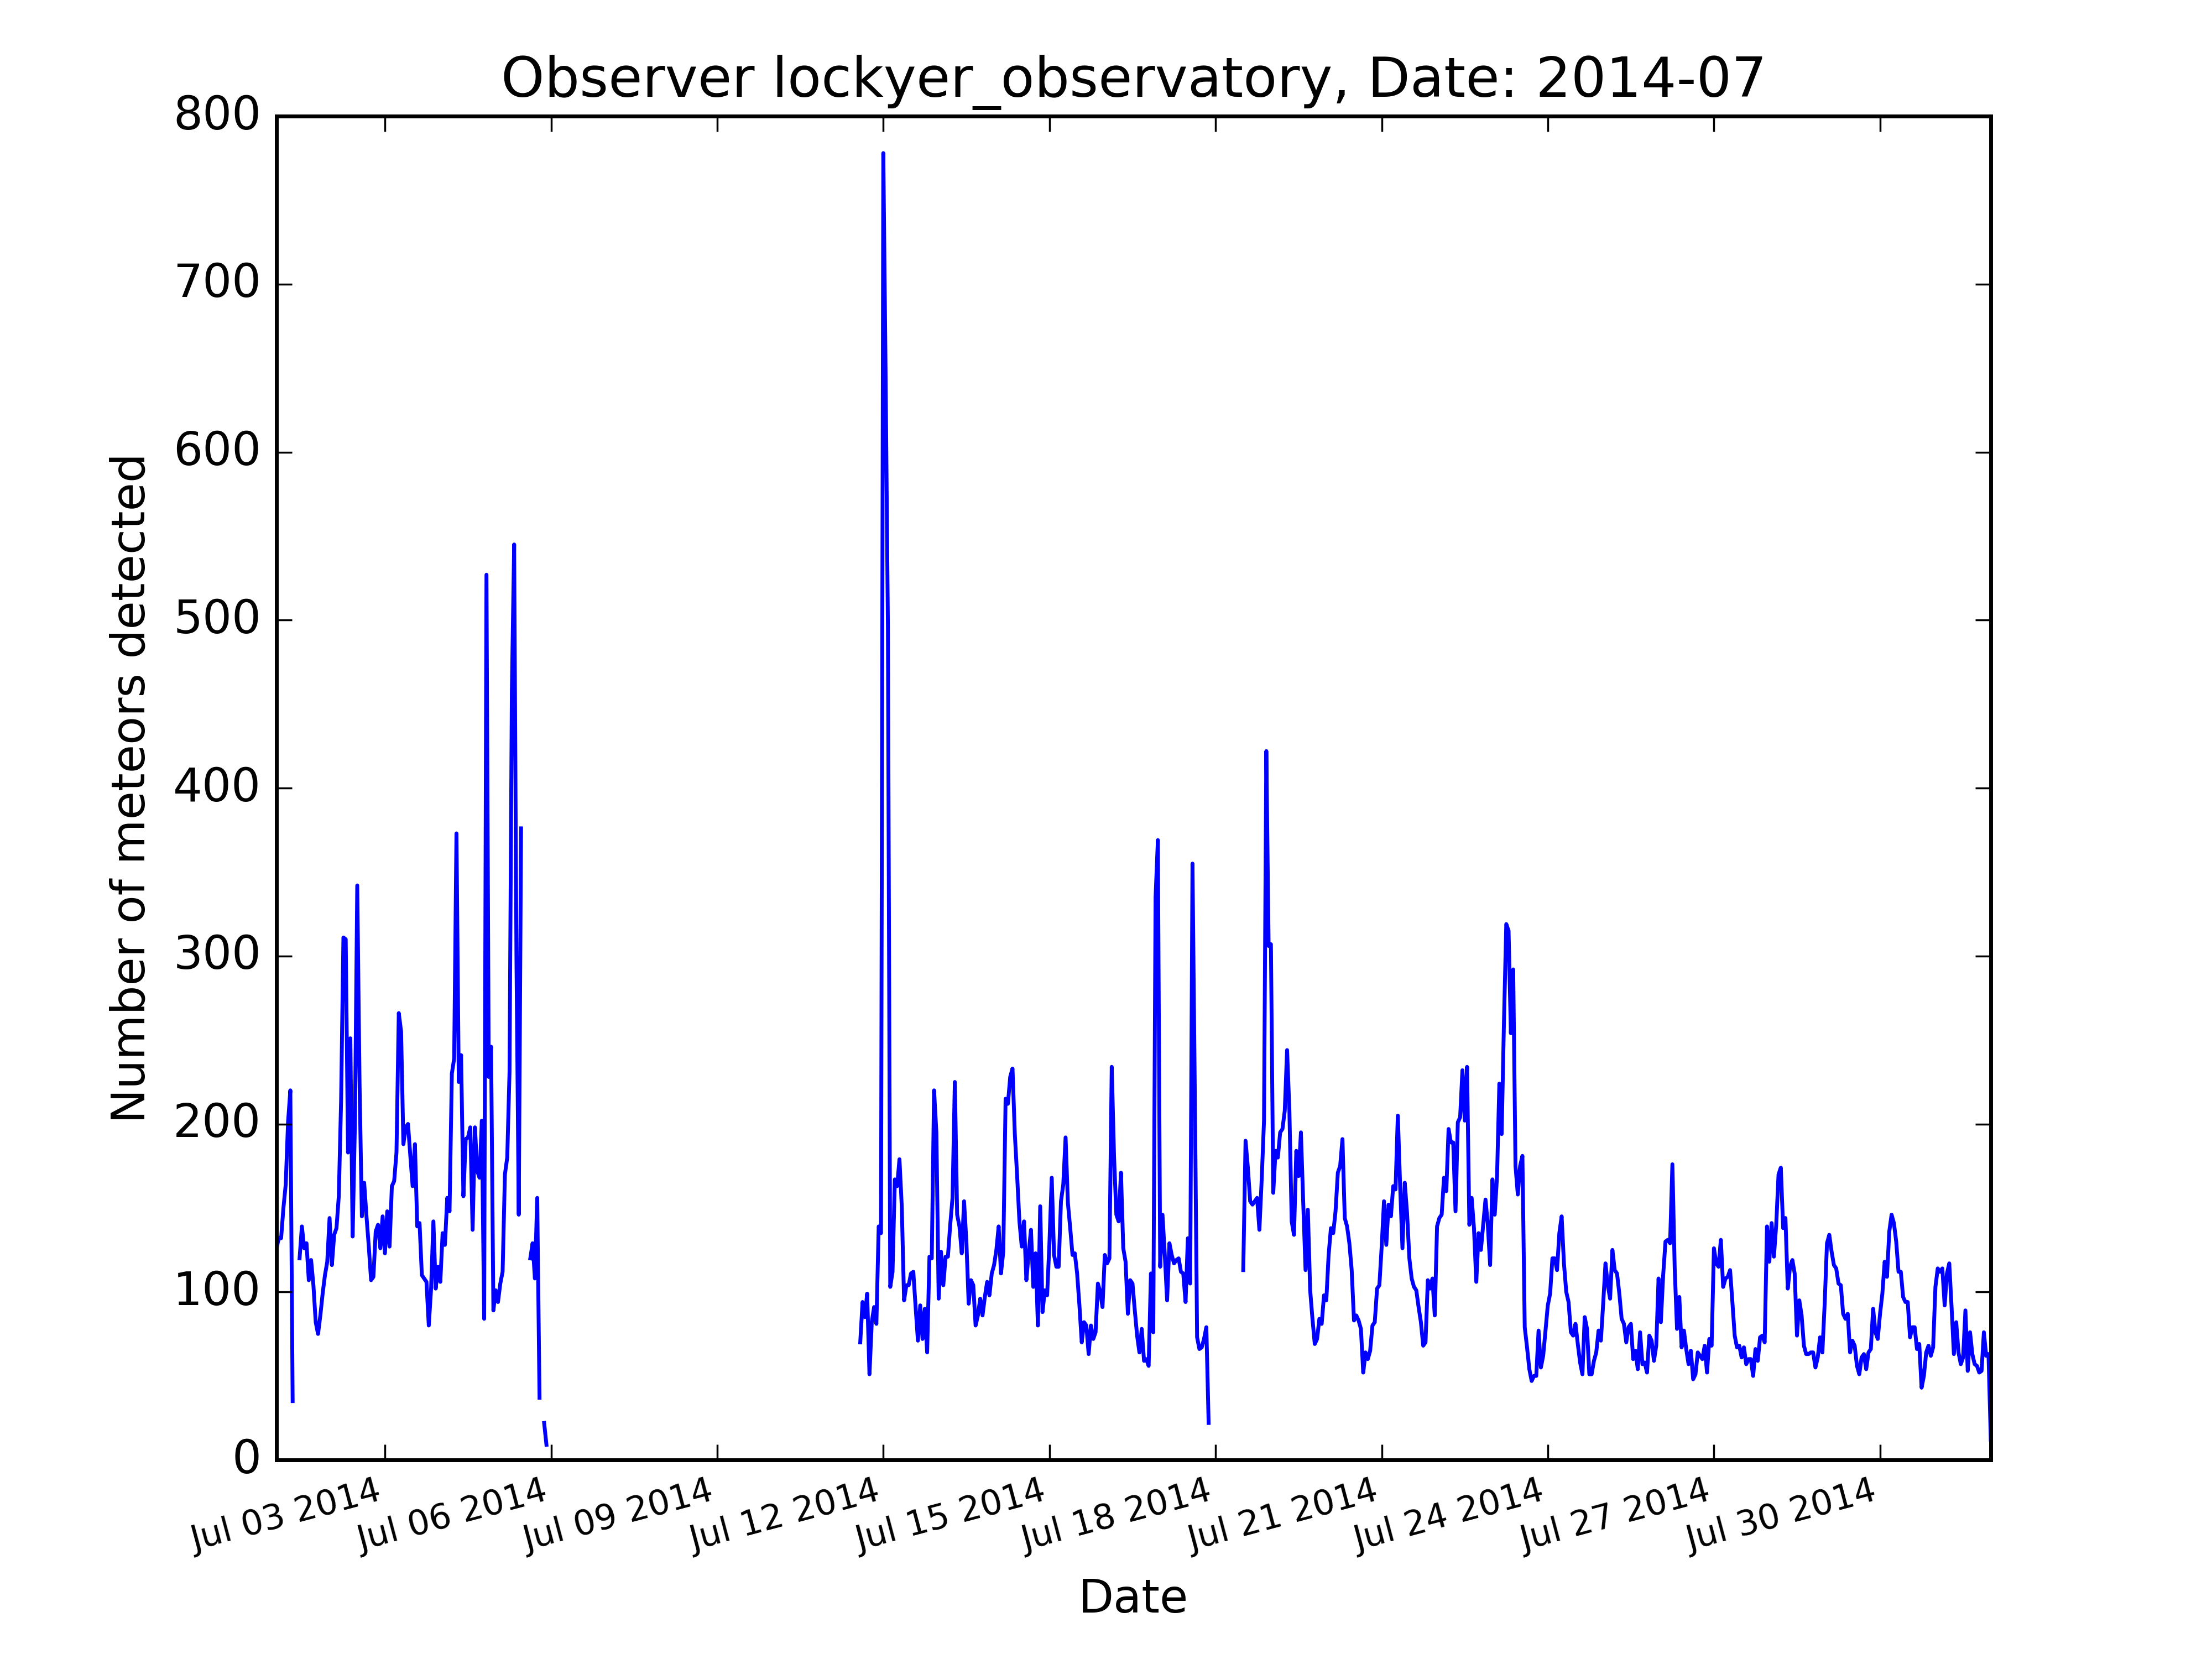 Observer lockyer_observatory, Date: 2014-07
800
700
600
500
400
300
200
100
0
Number of meteors detected
Jul 03 2014
Jul 06 2014
Jul 09 2014
Jul 12 2014
Jul 15 2014
Jul 18 2014
Jul 21 2014
Jul 24 2014
Jul 27 2014
Jul 30 2014
Date